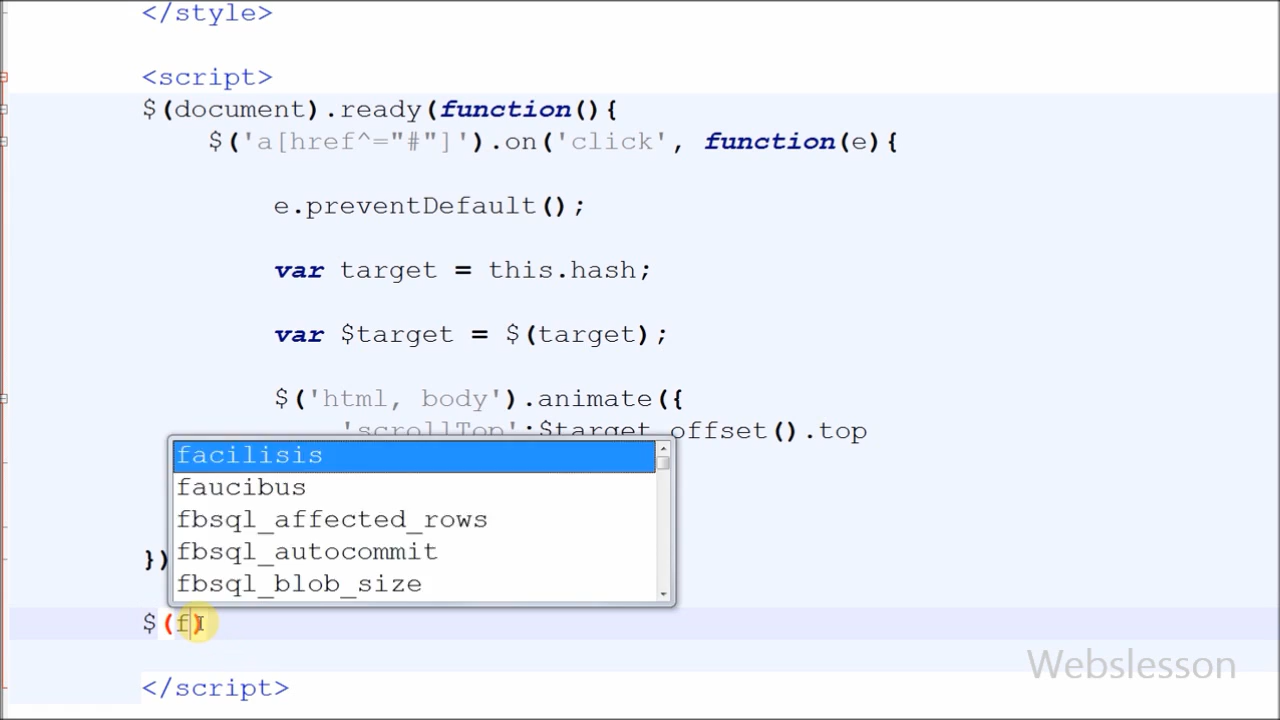 </style>
<script>
$(document).ready(function(){
$('a[href^="#"]').on('click', function(e){
e.preventDefault();
var target = this.hash;
var $target = $(target);
$('html, body').animate({
'scrollTop':$target.offset().top
facilisis
faucibus
fbsql_affected_rows
fbsql_autocommit
fbsql_blob_size
})
$(f)
Webslesson
</script>